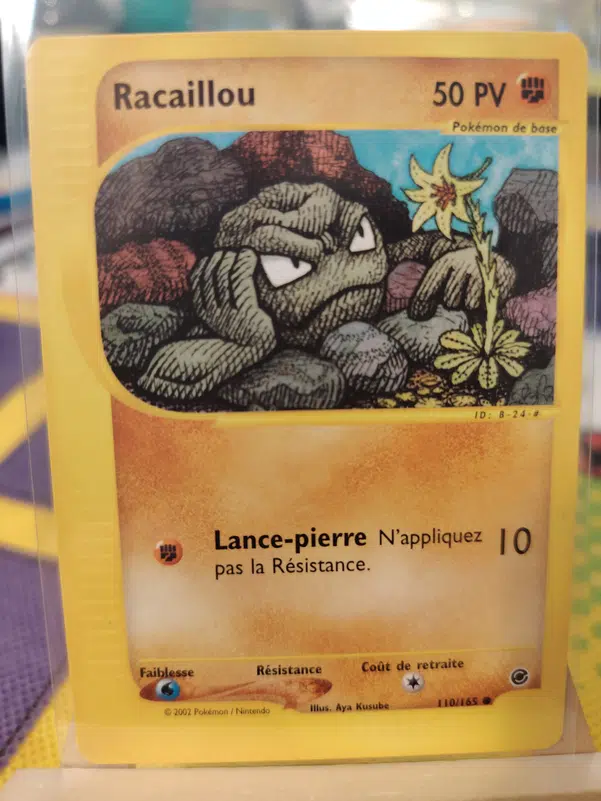 Racaillou 50 PV
Pokémon de base
ID: B-24-#
Lance-pierre N'appliquez 10
pas la Résistance.
Faiblesse Résistance Coût de retraite
© 2002 Pokémon / Nintendo Illus. Aya Kusube 110/165